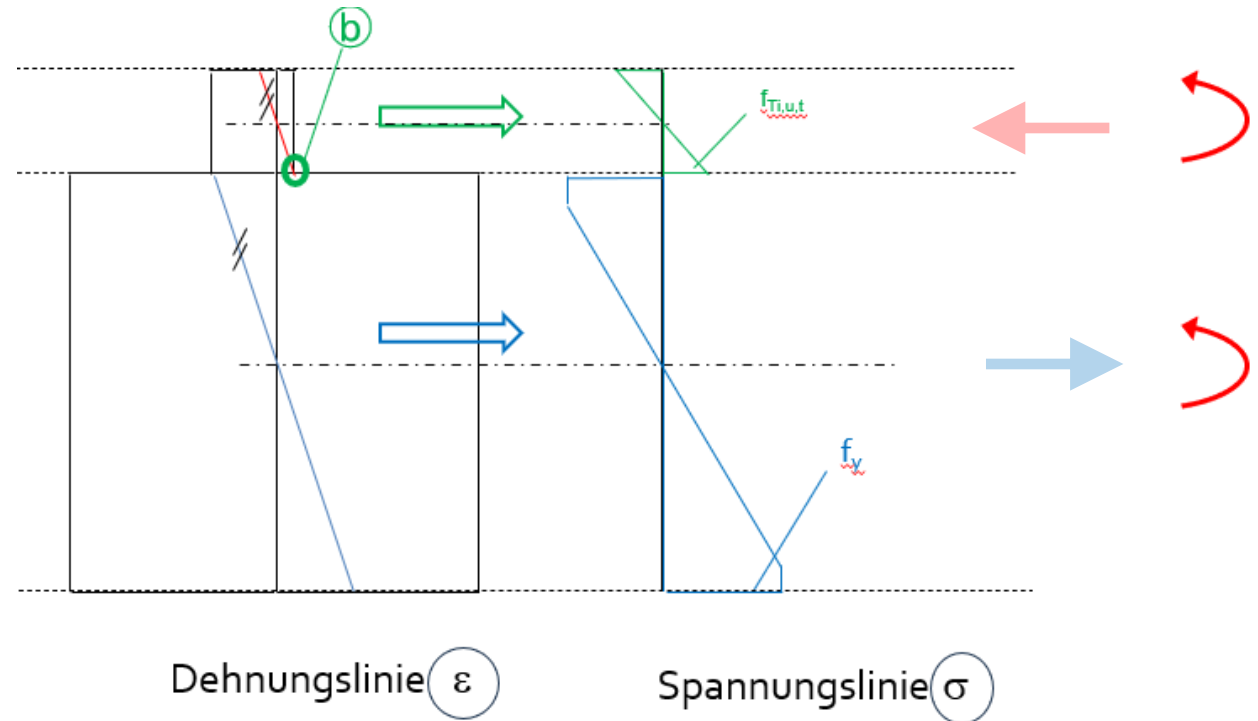 b
f_Ti,u,t
f_y
Dehnungslinie ε
Spannungslinie σ